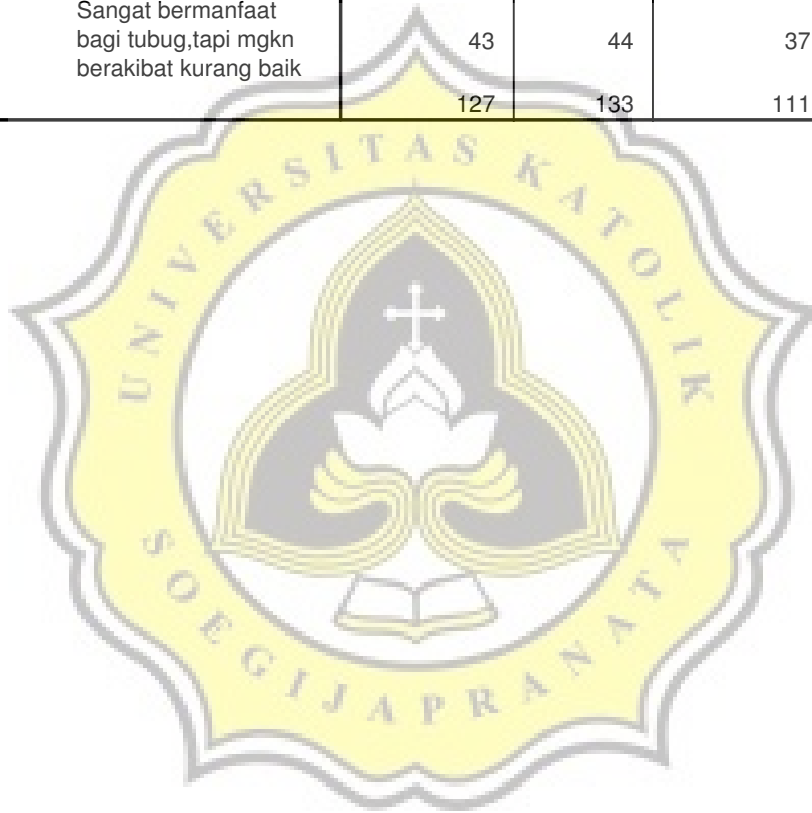 Sangat bermanfaat
bagi tubug,tapi mgkn
berakibat kurang baik
43 44 37
127 133 111
UNIVERSITAS KATOLIK
SOEGIJAPRANATA